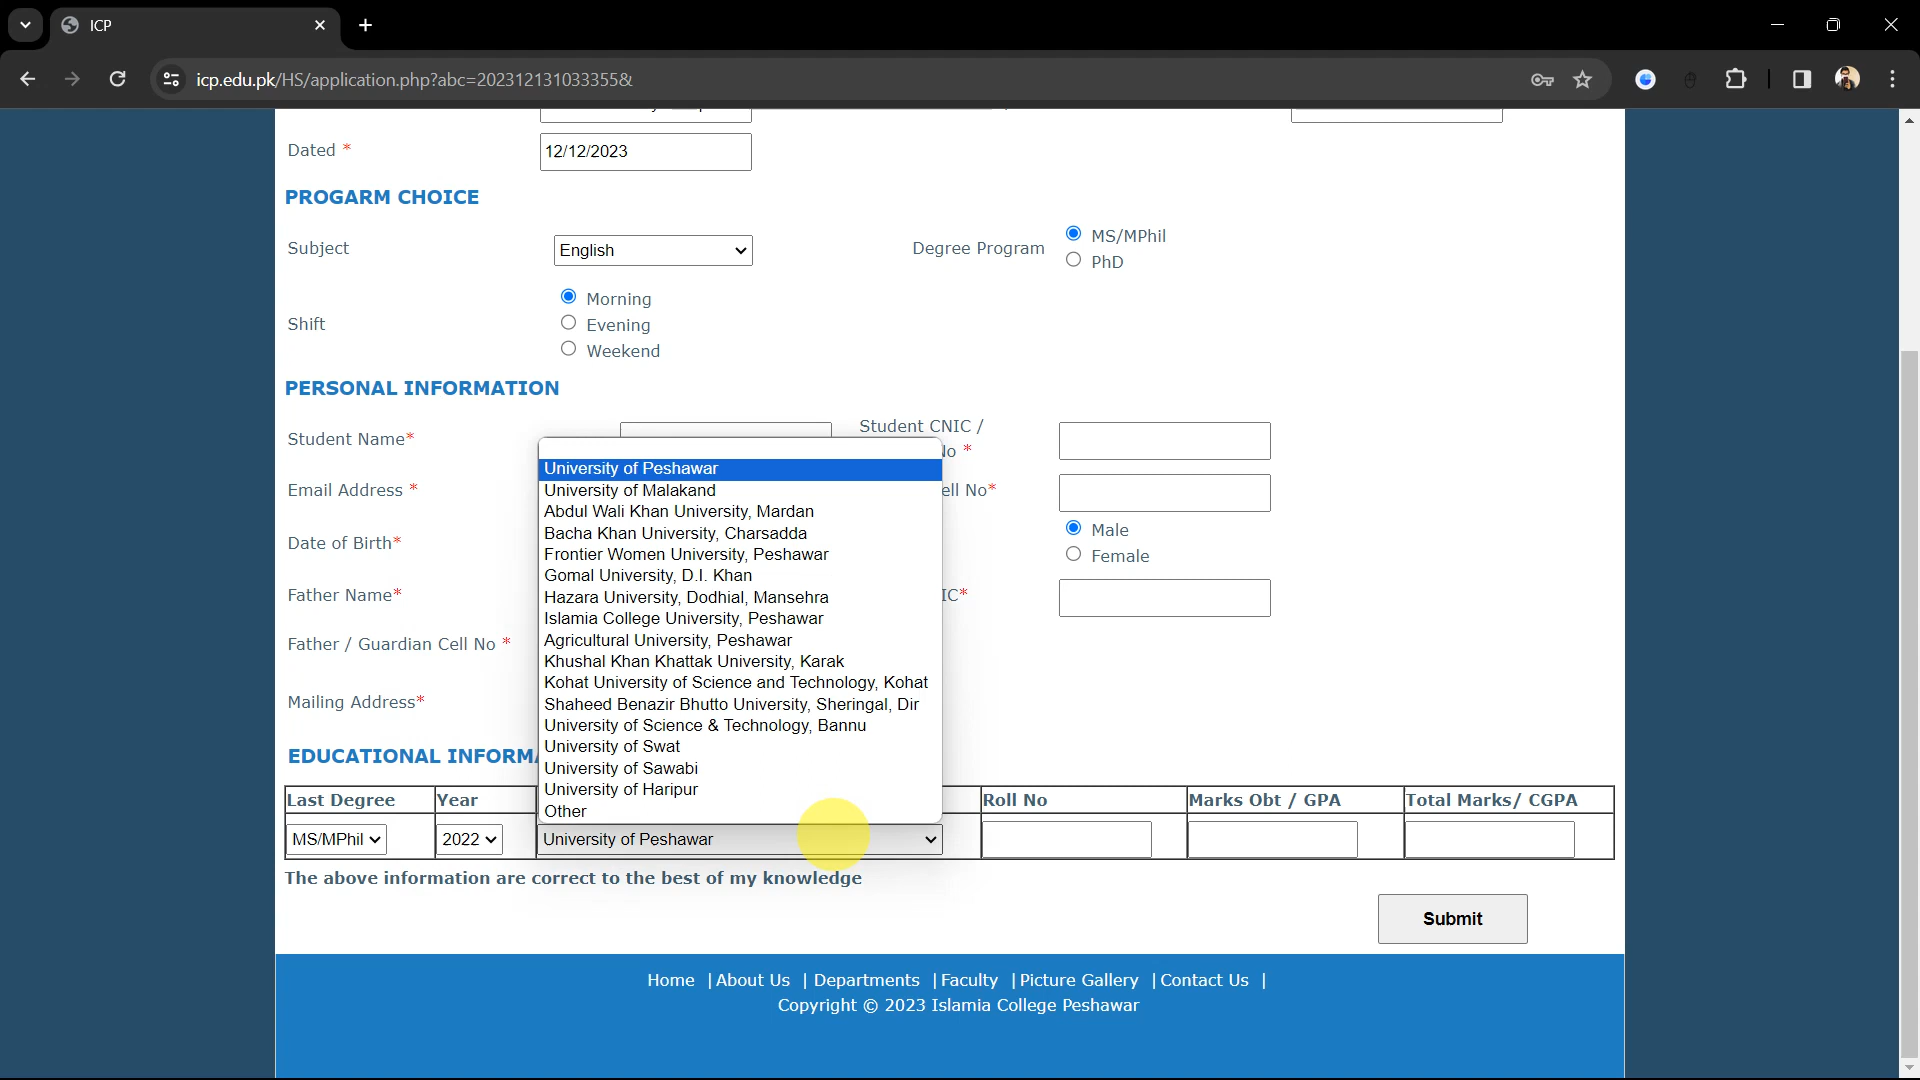 ICP
icp.edu.pk/HS/application.php?abc=2023121310333​55&
Dated *
12/12/2023
PROGARM CHOICE
Subject
English
Degree Program
MS/MPhil
PhD
Shift
Morning
Evening
Weekend
PERSONAL INFORMATION
Student Name*
Student CNIC /
No *
Email Address *
ell No*
Date of Birth*
Male
Female
Father Name*
IC*
Father / Guardian Cell No *
Mailing Address*
University of Peshawar
University of Malakand
Abdul Wali Khan University, Mardan
Bacha Khan University, Charsadda
Frontier Women University, Peshawar
Gomal University, D.I. Khan
Hazara University, Dodhial, Mansehra
Islamia College University, Peshawar
Agricultural University, Peshawar
Khushal Khan Khattak University, Karak
Kohat University of Science and Technology, Kohat
Shaheed Benazir Bhutto University, Sheringal, Dir
University of Science & Technology, Bannu
University of Swat
University of Sawabi
University of Haripur
Other
EDUCATIONAL INFORMA
Last Degree Year Roll No Marks Obt / GPA Total Marks/ CGPA
MS/MPhil 2022 University of Peshawar
The above information are correct to the best of my knowledge
Submit
Home |About Us |Departments |Faculty |Picture Gallery |Contact Us |
Copyright © 2023 Islamia College Peshawar